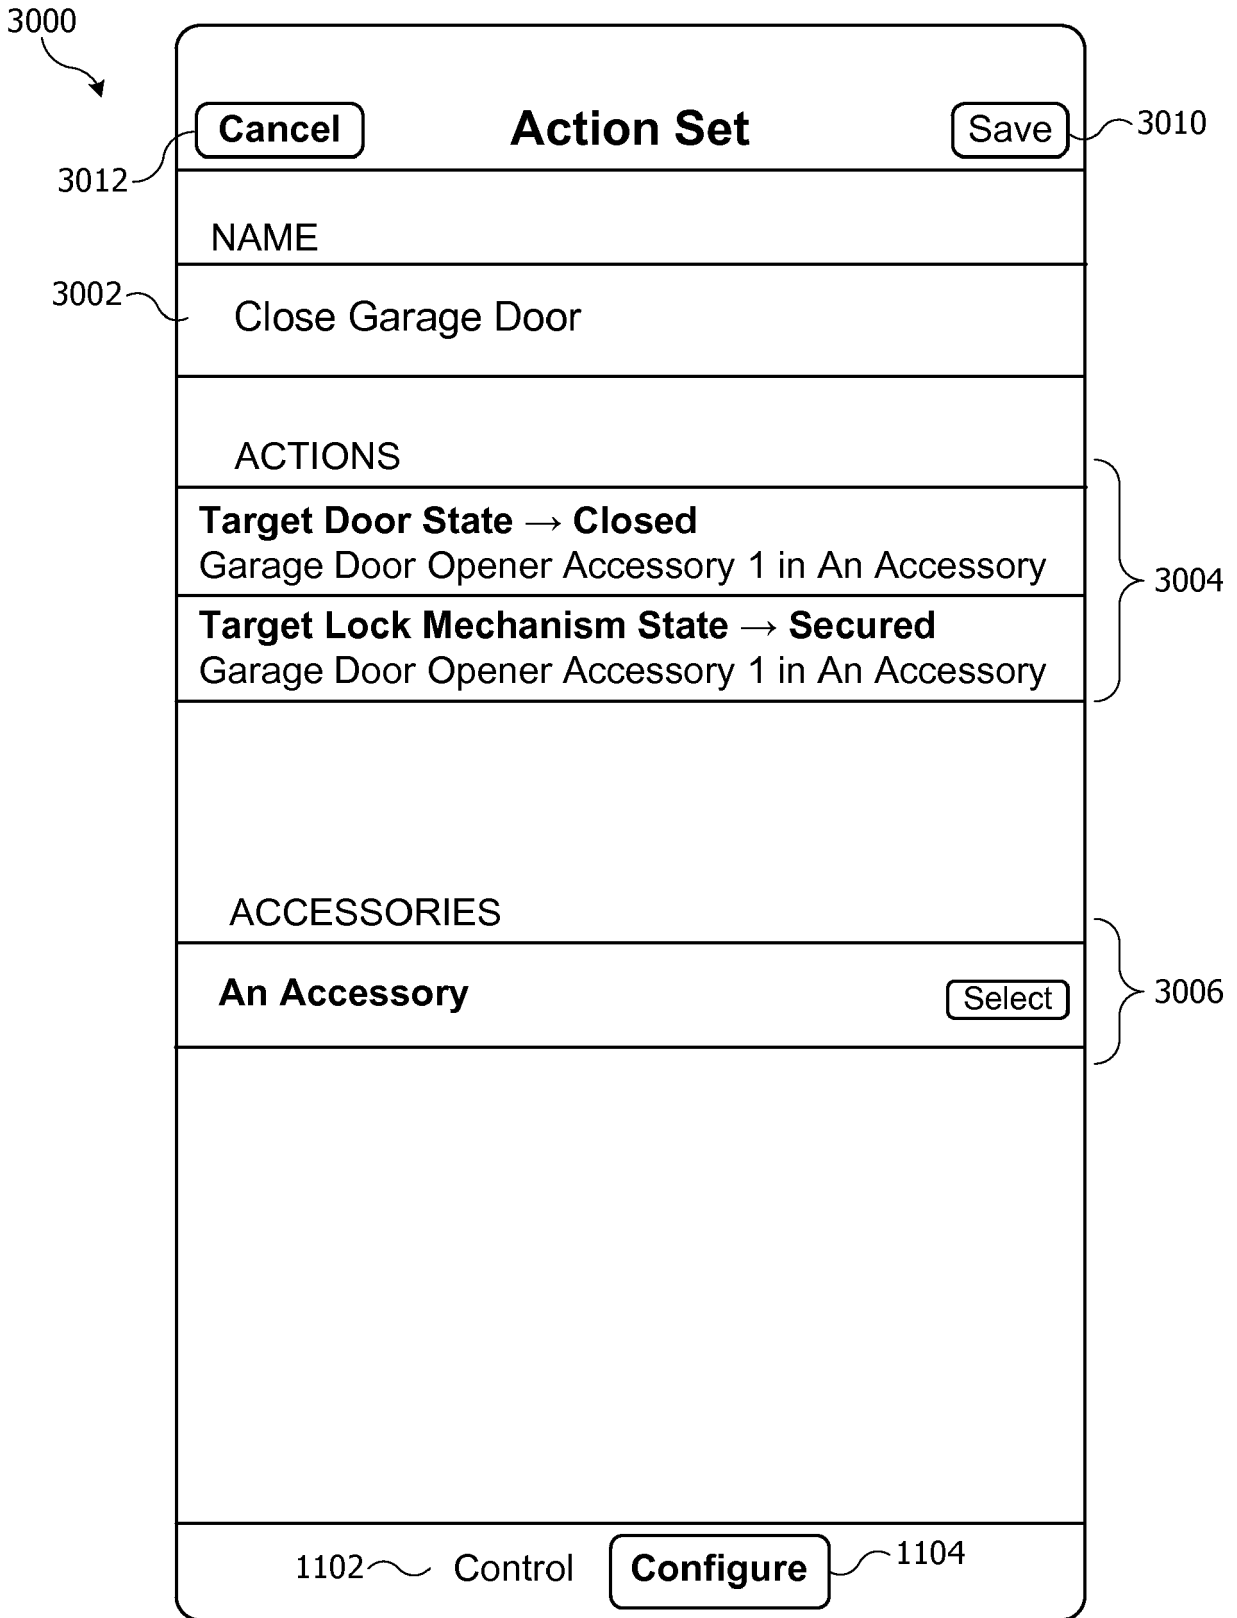 3000
Cancel Action Set Save 3010
3012
NAME
3002 Close Garage Door
ACTIONS
Target Door State → Closed
Garage Door Opener Accessory 1 in An Accessory
3004
Target Lock Mechanism State → Secured
Garage Door Opener Accessory 1 in An Accessory
ACCESSORIES
An Accessory Select 3006
1102 Control Configure 1104